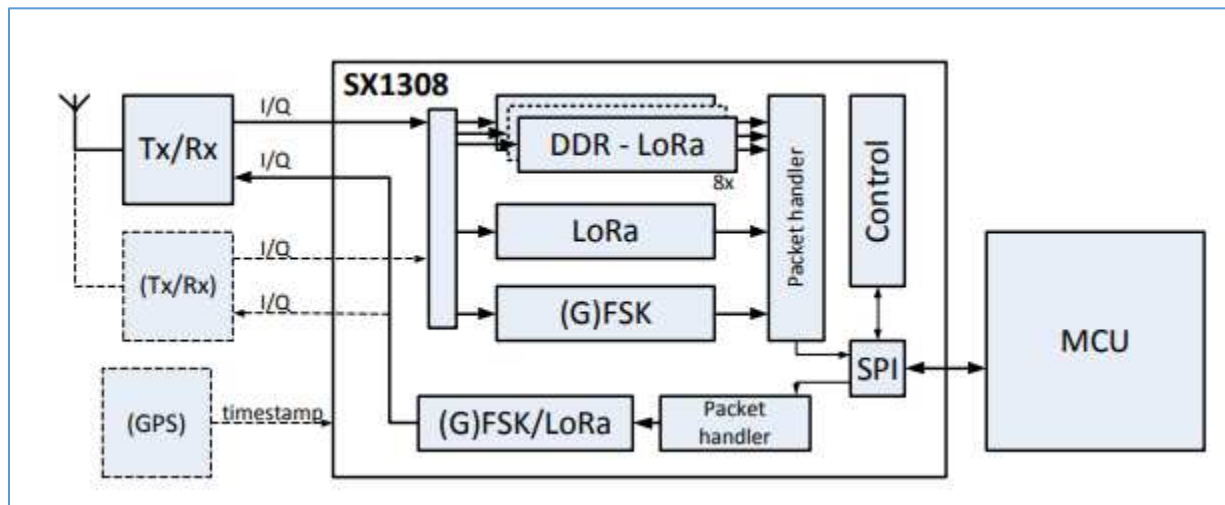 SX1308
I/Q
Tx/Rx
I/Q
DDR - LoRa
8x
LoRa
(G)FSK
Packet handler
Control
I/Q
(Tx/Rx)
I/Q
(GPS)
timestamp
(G)FSK/LoRa
Packet
handler
SPI
MCU